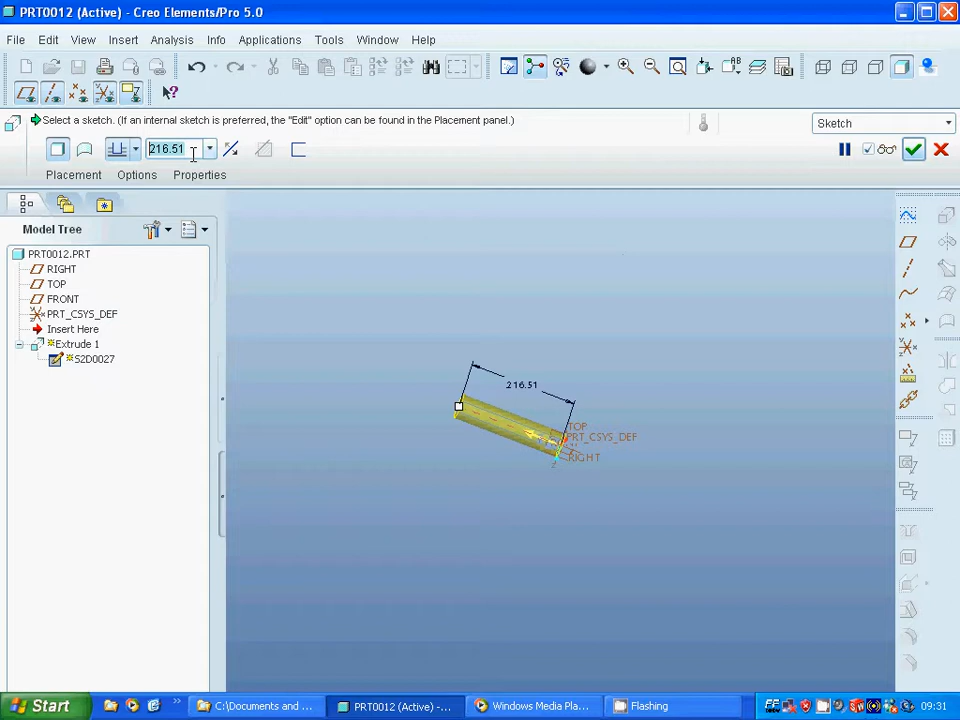 PRT0012 (Active) - Creo Elements/Pro 5.0
File Edit View Insert Analysis Info Applications Tools Window Help
Select a sketch. (If an internal sketch is preferred, the "Edit" option can be found in the Placement panel.)
Sketch
216.51
Placement Options Properties
Model Tree
PRT0012.PRT
RIGHT
TOP
FRONT
PRT_CSYS_DEF
Insert Here
Extrude 1
S2D0027
216.51
TOP
PRT_CSYS_DEF
RIGHT
Start
C:\Documents and ...
PRT0012 (Active) - ...
Windows Media Pla...
Flashing
09:31